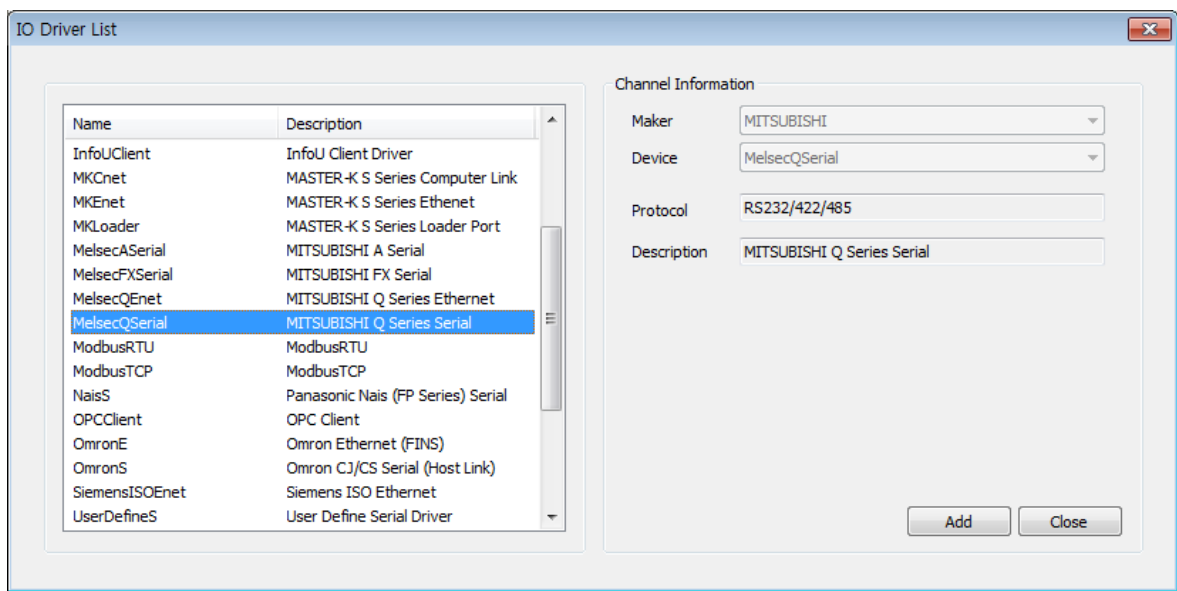 IO Driver List
Name Description
InfoUClient InfoU Client Driver
MKCnet MASTER-K S Series Computer Link
MKEnet MASTER-K S Series Ethenet
MKLoader MASTER-K S Series Loader Port
MelsecASerial MITSUBISHI A Serial
MelsecFXSerial MITSUBISHI FX Serial
MelsecQEnet MITSUBISHI Q Series Ethernet
MelsecQSerial MITSUBISHI Q Series Serial
ModbusRTU ModbusRTU
ModbusTCP ModbusTCP
NaisS Panasonic Nais (FP Series) Serial
OPCClient OPC Client
OmronE Omron Ethernet (FINS)
OmronS Omron CJ/CS Serial (Host Link)
SiemensISOEnet Siemens ISO Ethernet
UserDefineS User Define Serial Driver
Channel Information
Maker MITSUBISHI
Device MelsecQSerial
Protocol RS232/422/485
Description MITSUBISHI Q Series Serial
Add Close